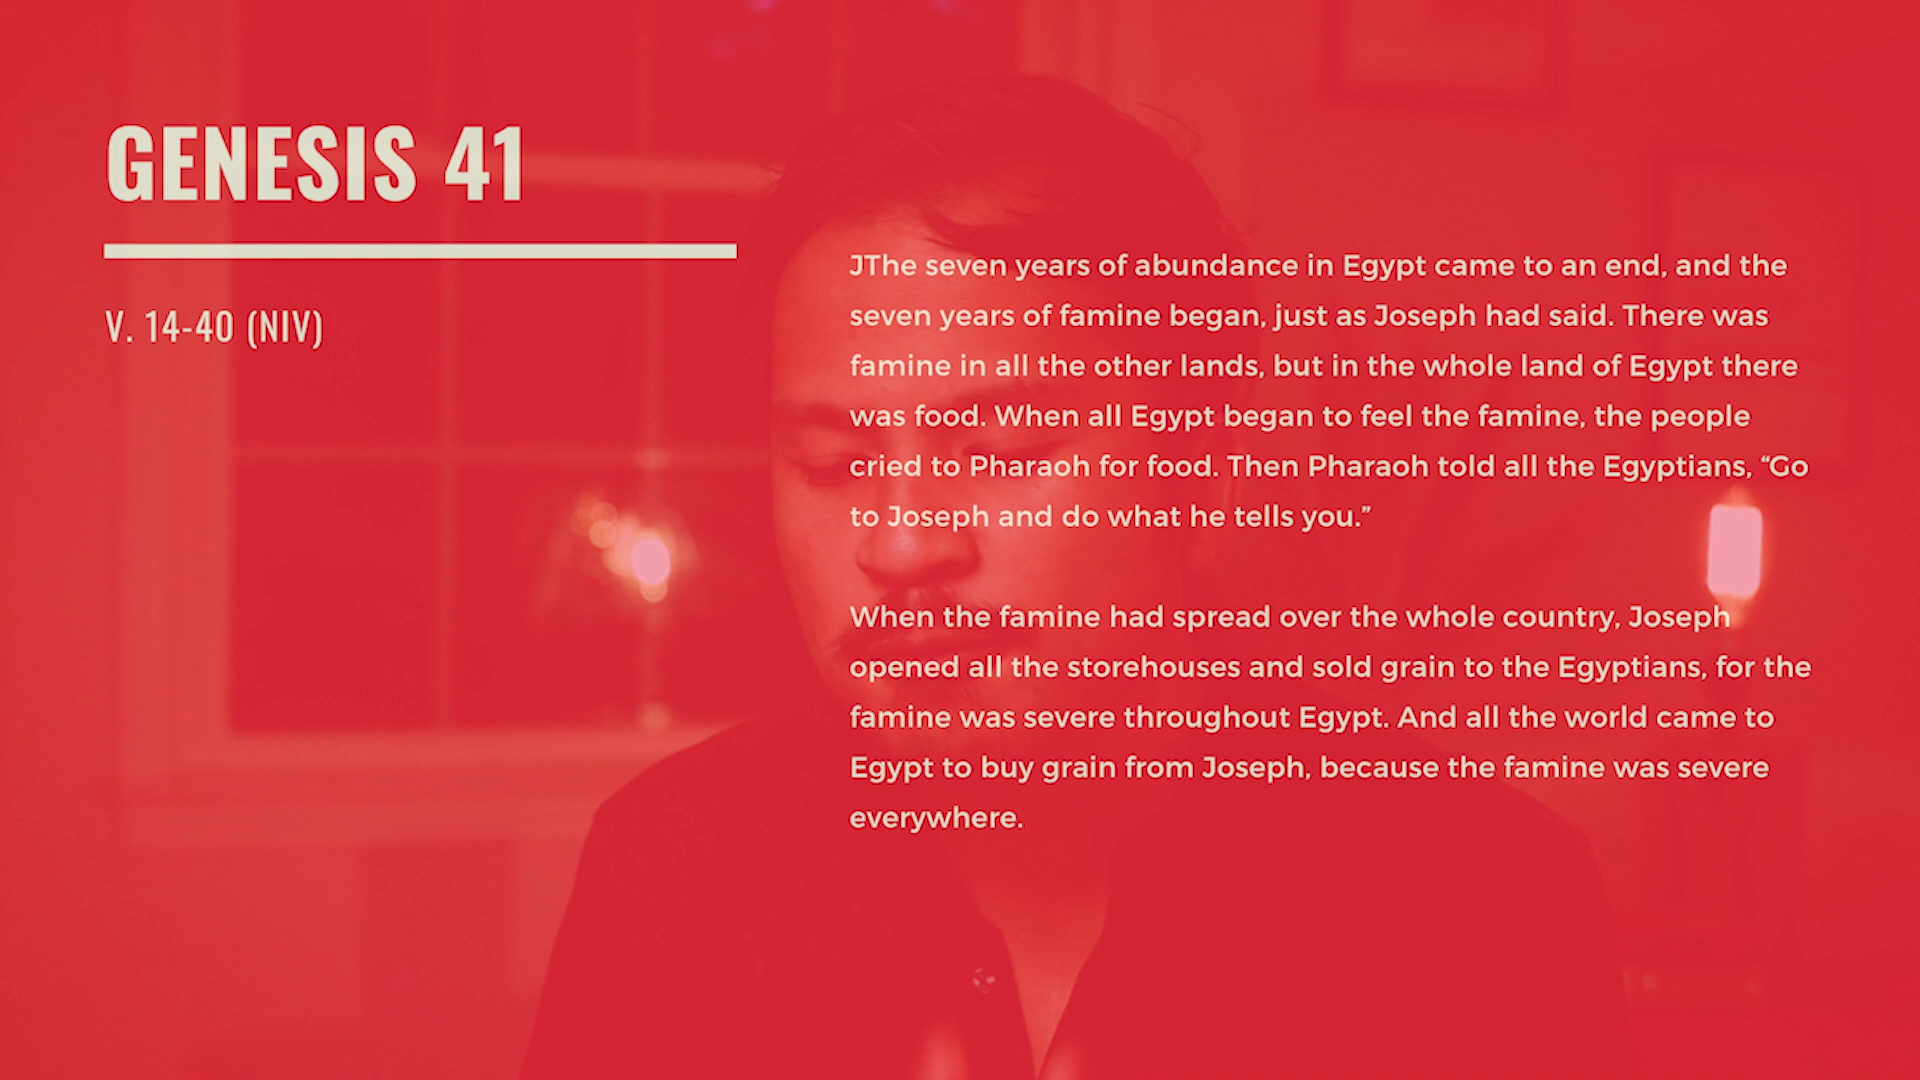 GENESIS 41
V. 14-40 (NIV)
JThe seven years of abundance in Egypt came to an end, and the
seven years of famine began, just as Joseph had said. There was
famine in all the other lands, but in the whole land of Egypt there
was food. When all Egypt began to feel the famine, the people
cried to Pharaoh for food. Then Pharaoh told all the Egyptians, “Go
to Joseph and do what he tells you.”
When the famine had spread over the whole country, Joseph
opened all the storehouses and sold grain to the Egyptians, for the
famine was severe throughout Egypt. And all the world came to
Egypt to buy grain from Joseph, because the famine was severe
everywhere.